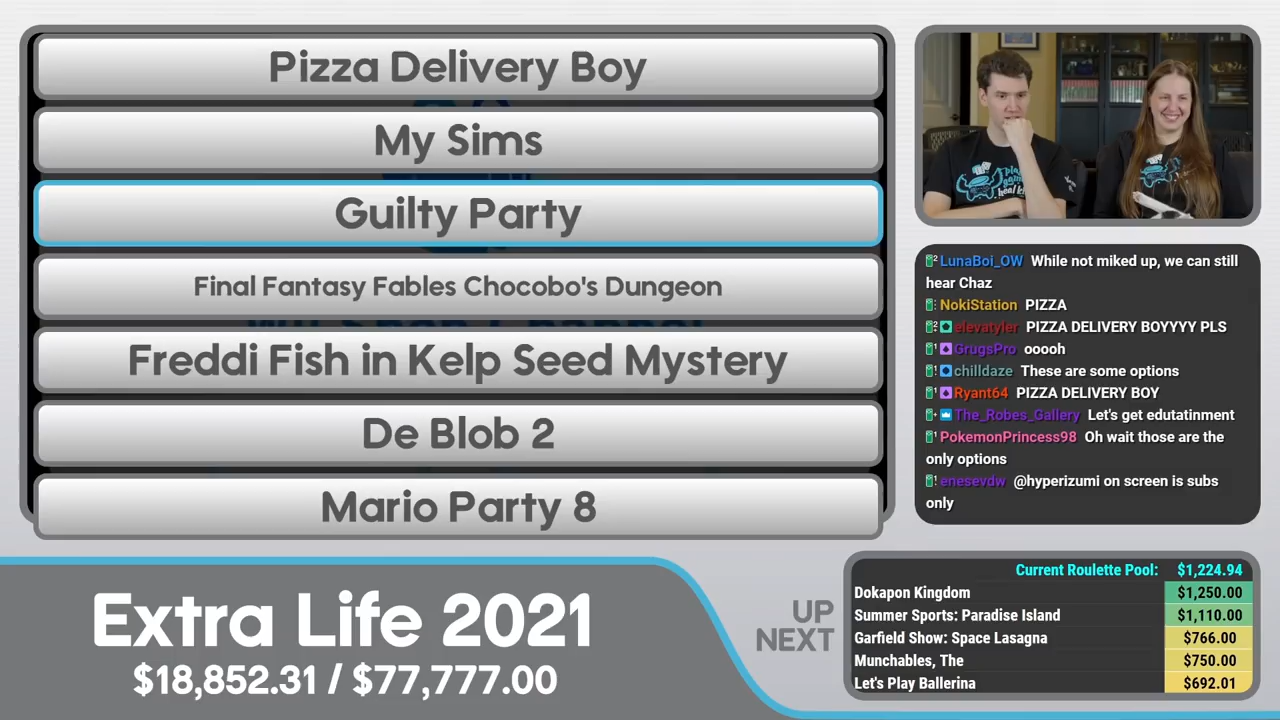 Pizza Delivery Boy
My Sims
Guilty Party
Final Fantasy Fables Chocobo's Dungeon
Freddi Fish in Kelp Seed Mystery
De Blob 2
Mario Party 8
LunaBoi_OW While not miked up, we can still
hear Chaz
NokiStation PIZZA
elevatyler PIZZA DELIVERY BOYYYY PLS
GrugsPro ooooh
chilldaze These are some options
Ryant64 PIZZA DELIVERY BOY
The_Robes_Gallery Let's get edutatinment
PokemonPrincess98 Oh wait those are the
only options
enesevdw @hyperizumi on screen is subs
only
Extra Life 2021
$18,852.31 / $77,777.00
UP
NEXT
Current Roulette Pool: $1,224.94
Dokapon Kingdom $1,250.00
Summer Sports: Paradise Island $1,110.00
Garfield Show: Space Lasagna $766.00
Munchables, The $750.00
Let's Play Ballerina $692.01